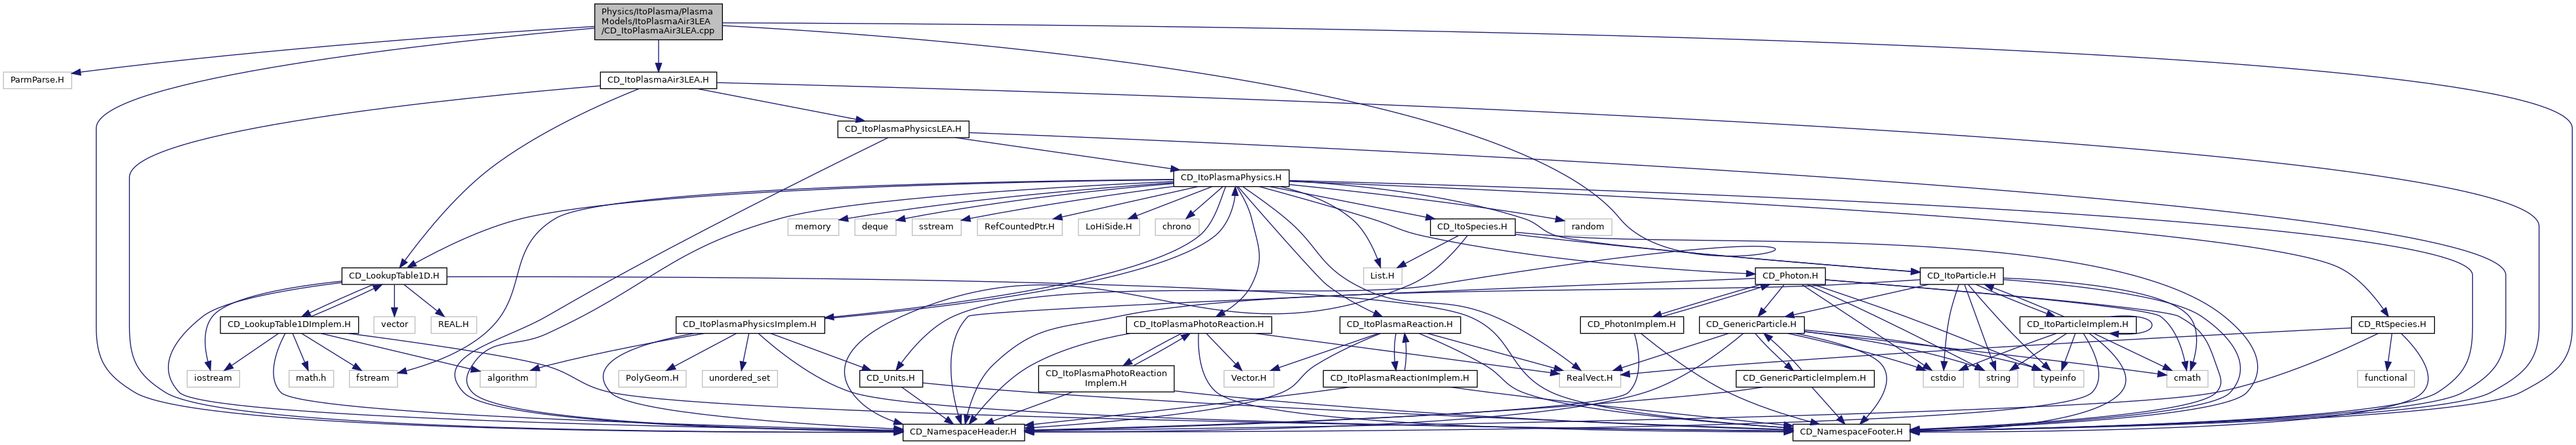 Physics/ItoPlasma/Plasma
Models/ItoPlasmaAir3LEA
/CD_ItoPlasmaAir3LEA.cpp
ParmParse.H
CD_ItoPlasmaAir3LEA.H
CD_ItoPlasmaPhysicsLEA.H
CD_ItoPlasmaPhysics.H
memory
deque
sstream
RefCountedPtr.H
LoHiSide.H
chrono
CD_ItoSpecies.H
random
CD_LookupTable1D.H
List.H
CD_Photon.H
CD_ItoParticle.H
CD_LookupTable1DImplem.H
vector
REAL.H
CD_ItoPlasmaPhysicsImplem.H
CD_ItoPlasmaPhotoReaction.H
CD_ItoPlasmaReaction.H
CD_PhotonImplem.H
CD_GenericParticle.H
CD_ItoParticleImplem.H
CD_RtSpecies.H
iostream
math.h
fstream
algorithm
PolyGeom.H
unordered_set
CD_Units.H
CD_ItoPlasmaPhotoReaction
Implem.H
Vector.H
CD_ItoPlasmaReactionImplem.H
RealVect.H
CD_GenericParticleImplem.H
cstdio
string
typeinfo
cmath
functional
CD_NamespaceHeader.H
CD_NamespaceFooter.H